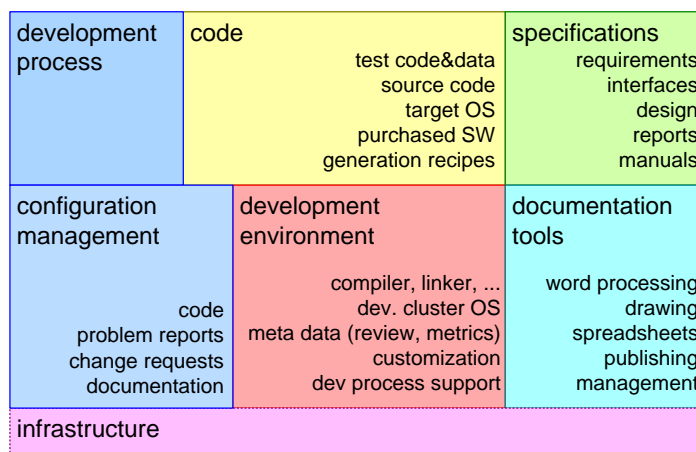 development
process
code
test code&data
source code
target OS
purchased SW
generation recipes
specifications
requirements
interfaces
design
reports
manuals
configuration
management
code
problem reports
change requests
documentation
development
environment
compiler, linker, ...
dev. cluster OS
meta data (review, metrics)
customization
dev process support
documentation
tools
word processing
drawing
spreadsheets
publishing
management
infrastructure